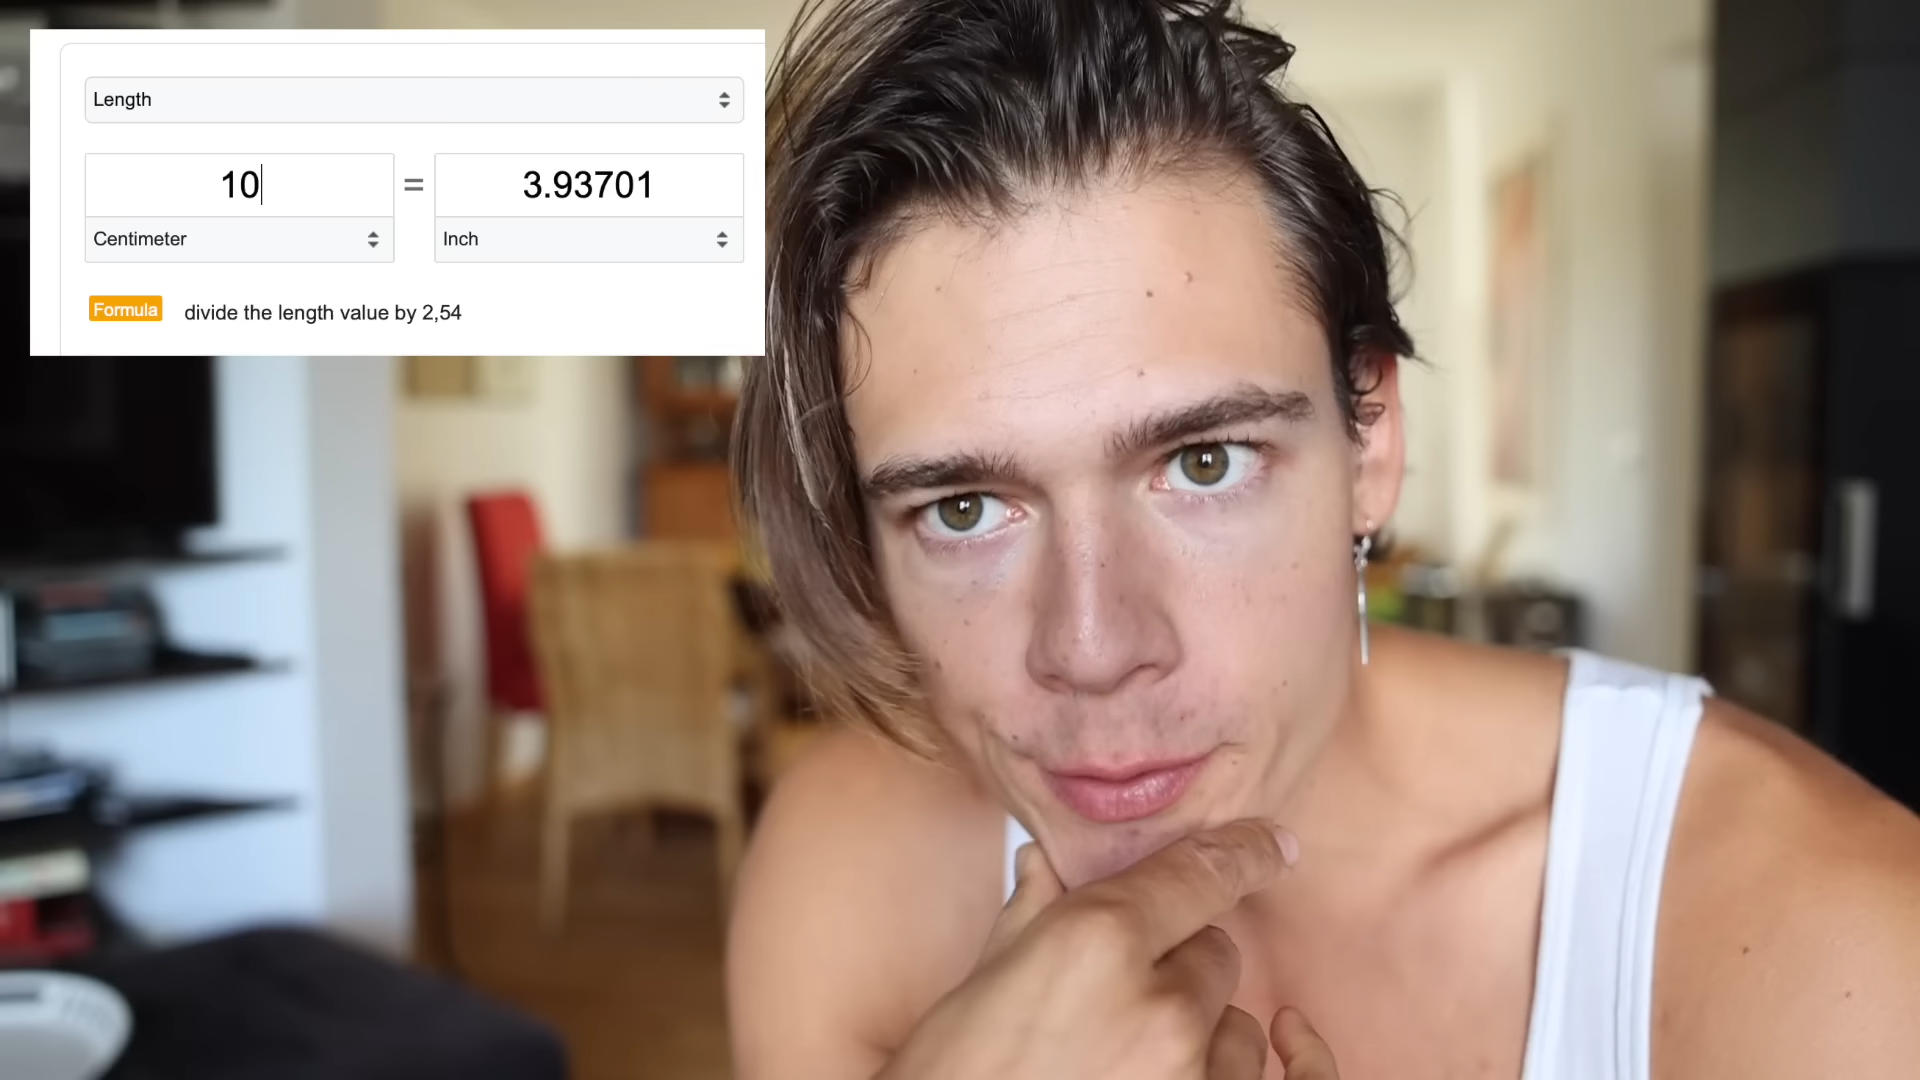 Length
10 = 3.93701
Centimeter Inch
Formula divide the length value by 2,54